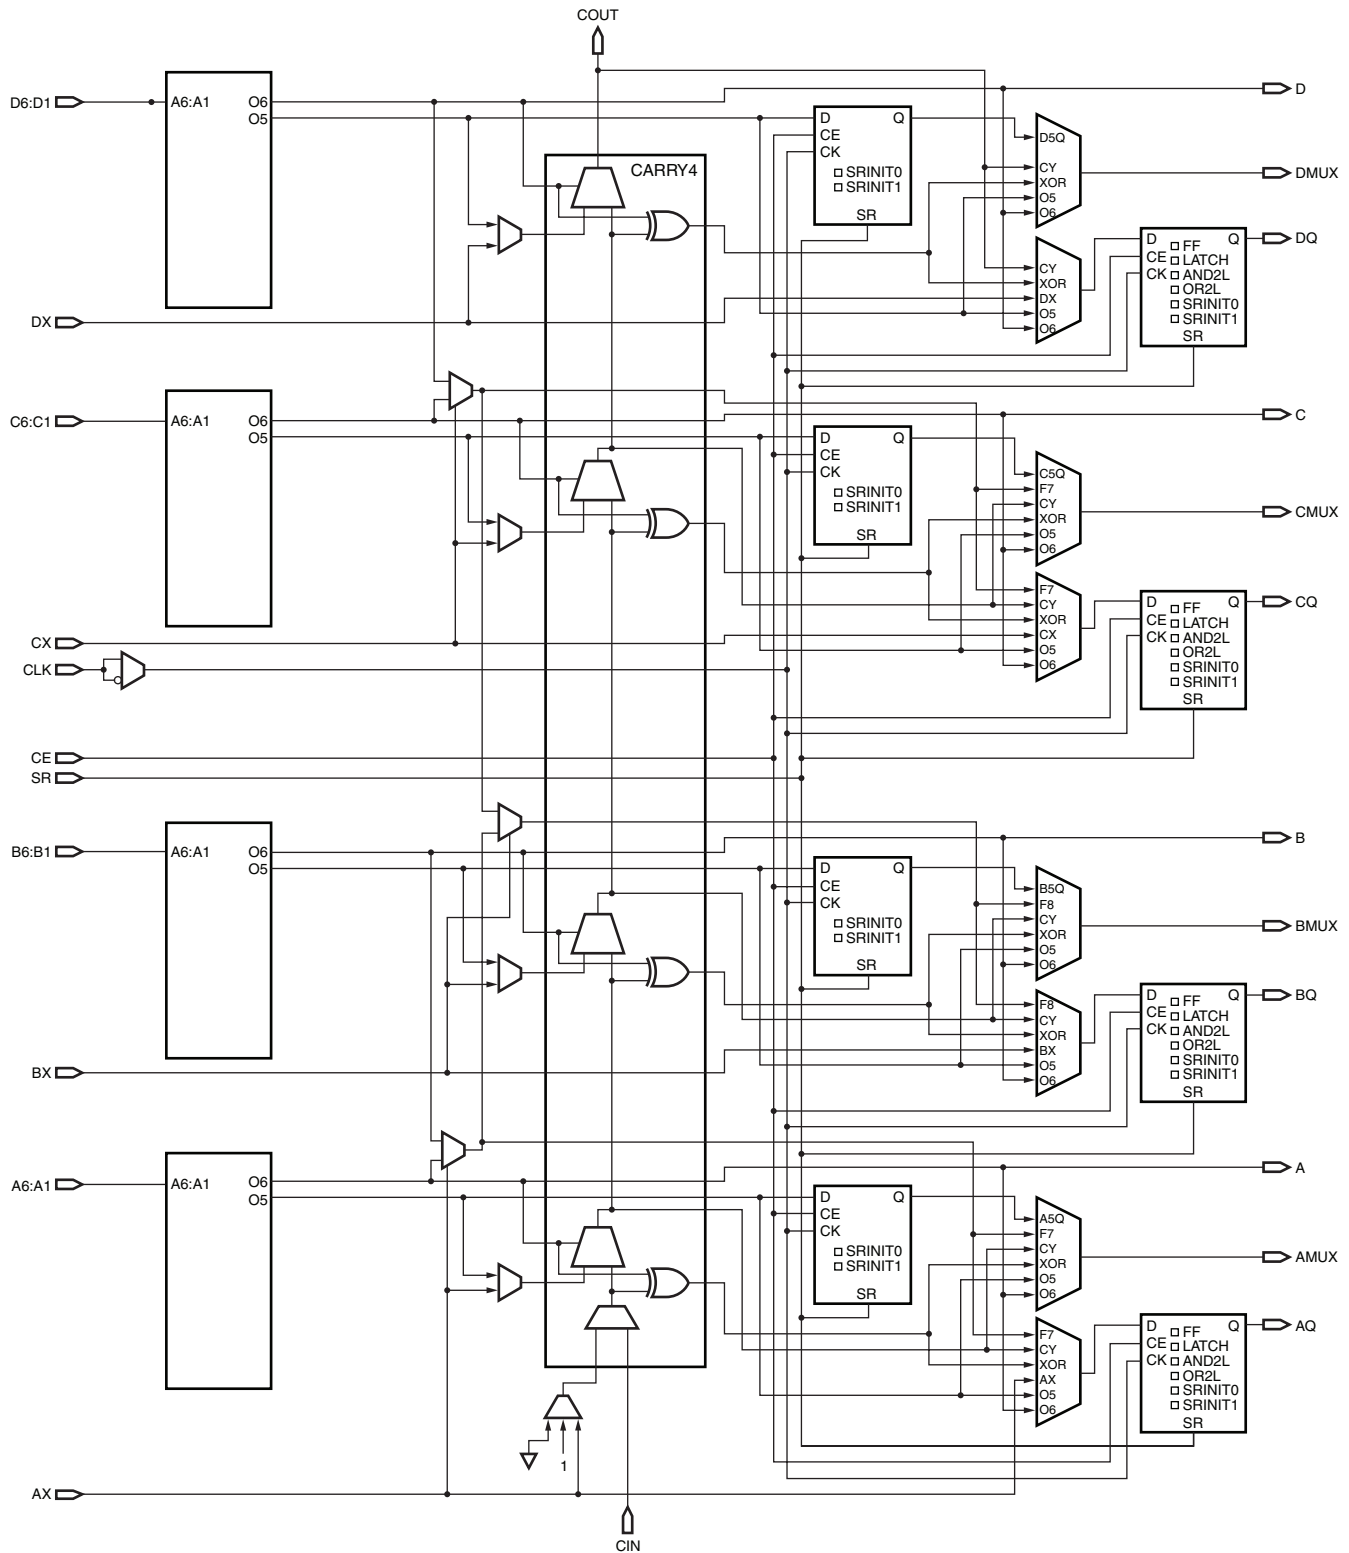 COUT
D6:D1
A6:A1
O6
O5
CARRY4
D
CE
CK
Q
SRINIT0
SRINIT1
SR
D5Q
CY
XOR
O5
O6
D
DMUX
CY
XOR
DX
O5
O6
D
CE
CK
Q
FF
LATCH
AND2L
OR2L
SRINIT0
SRINIT1
SR
DQ
DX
C6:C1
A6:A1
O6
O5
D
CE
CK
Q
SRINIT0
SRINIT1
SR
C5Q
F7
CY
XOR
O5
O6
C
CMUX
F7
CY
XOR
CX
O5
O6
D
CE
CK
Q
FF
LATCH
AND2L
OR2L
SRINIT0
SRINIT1
SR
CQ
CX
CLK
CE
SR
B6:B1
A6:A1
O6
O5
D
CE
CK
Q
SRINIT0
SRINIT1
SR
B5Q
F8
CY
XOR
O5
O6
B
BMUX
F8
CY
XOR
BX
O5
O6
D
CE
CK
Q
FF
LATCH
AND2L
OR2L
SRINIT0
SRINIT1
SR
BQ
BX
A6:A1
A6:A1
O6
O5
D
CE
CK
Q
SRINIT0
SRINIT1
SR
A5Q
F7
CY
XOR
O5
O6
A
AMUX
F7
CY
XOR
AX
O5
O6
D
CE
CK
Q
FF
LATCH
AND2L
OR2L
SRINIT0
SRINIT1
SR
AQ
1
AX
CIN